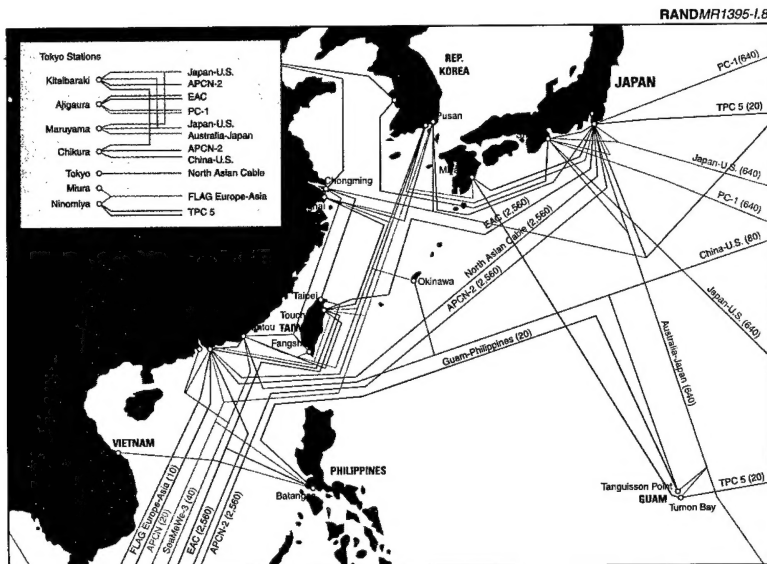 RANDMR1395-I.8
Tokyo Stations
Kitaibaraki
Japan-U.S.
APCN-2
EAC
Ajigaura
PC-1
Maruyama
Japan-U.S.
Australia-Japan
Chikura
APCN-2
China-U.S.
Tokyo
North Asian Cable
Miura
FLAG Europe-Asia
Ninomiya
TPC 5
REP.
KOREA
JAPAN
PC-1 (640)
Pusan
TPC 5 (20)
Chongming
Japan-U.S. (640)
PC-1 (640)
EAC (2,560)
North Asian Cable (2,560)
APCN-2 (2,560)
China-U.S. (80)
Okinawa
Taipei
Japan-U.S. (640)
Guam-Philippines (20)
Australia-Japan (640)
VIETNAM
PHILIPPINES
Batangas
FLAG Europe-Asia (10)
APCN (20)
SeaMeWe-3 (40)
EAC (2,560)
APCN-2 (2,560)
Tanguisson Point
GUAM
Tumon Bay
TPC 5 (20)